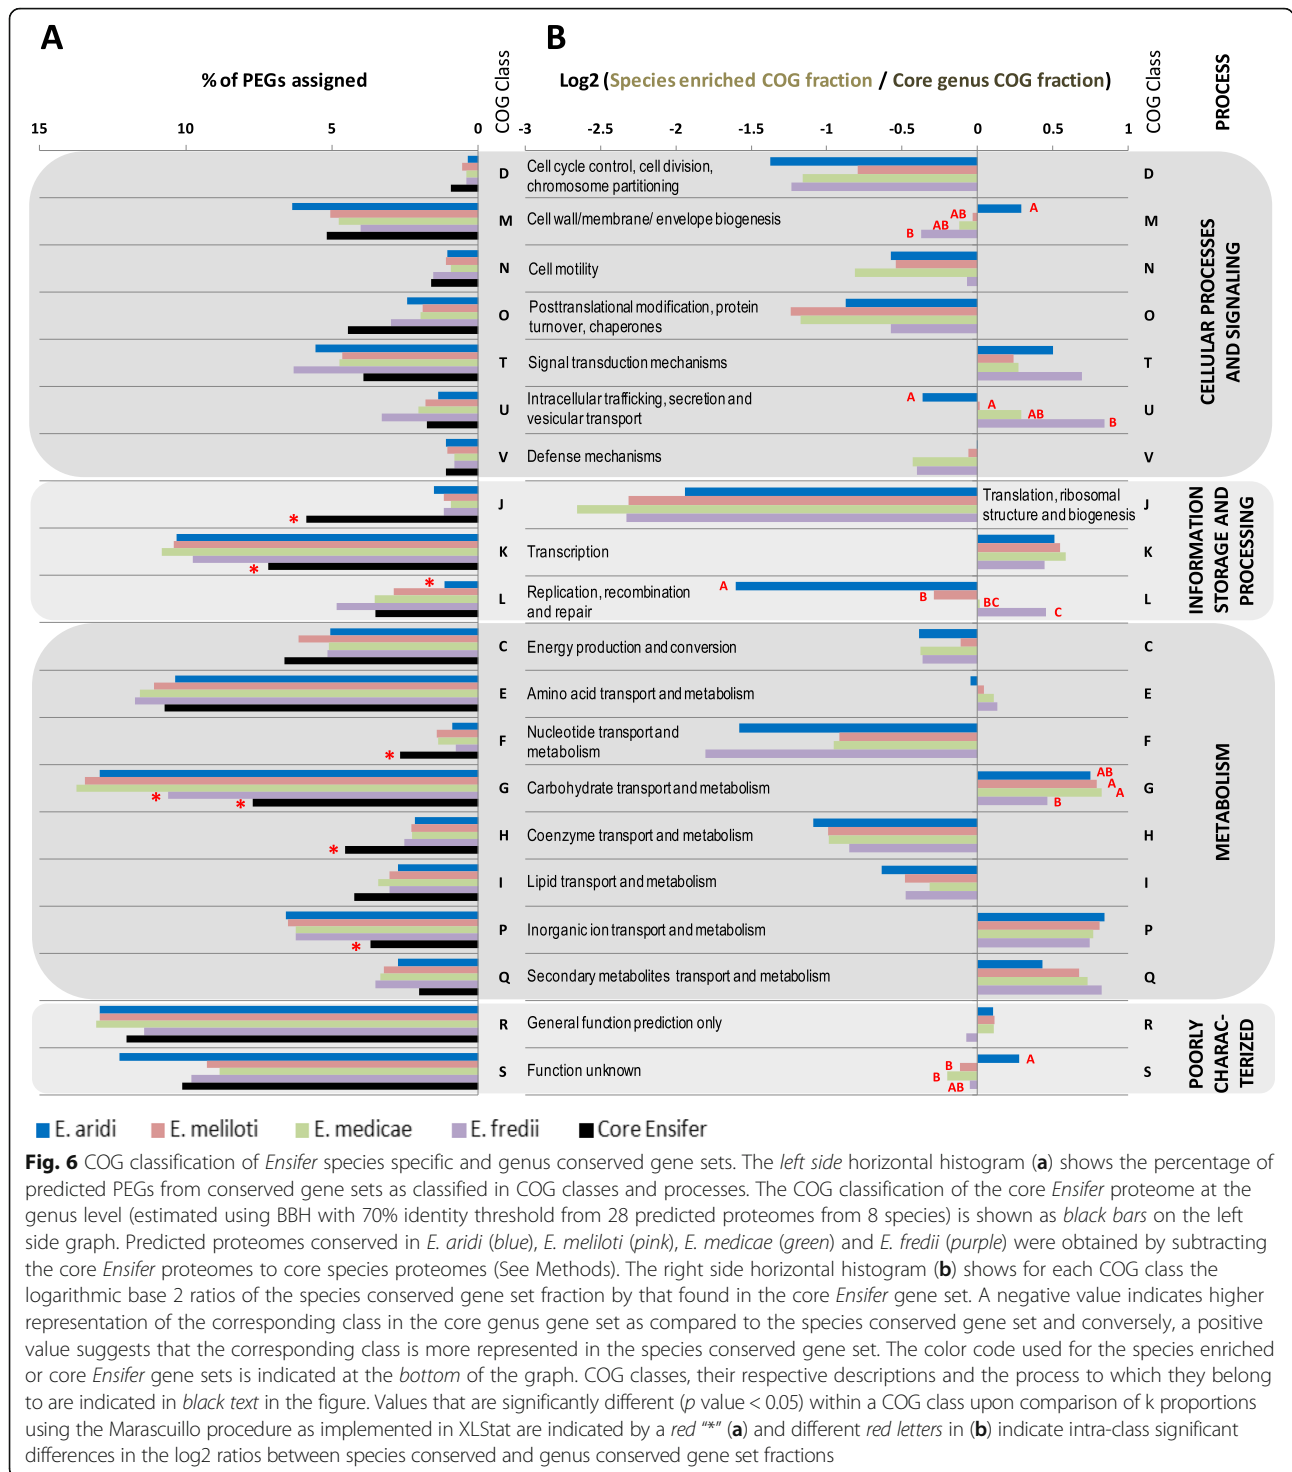 A
B
% of PEGs assigned
COG Class
Log2 (Species enriched COG fraction / Core genus COG fraction)
COG Class
PROCESS
15 10 5 0 -3 -2.5 -2 -1.5 -1 -0.5 0 0.5 1
D Cell cycle control, cell division, D
chromosome partitioning
M Cell wall/membrane/ envelope biogenesis AB A M
AB
B
N Cell motility N
O Posttranslational modification, protein O
turnover, chaperones
T Signal transduction mechanisms T
U Intracellular trafficking, secretion and A A U
vesicular transport AB
B
V Defense mechanisms V
CELLULAR PROCESSES
AND SIGNALING
* J Translation, ribosomal J
structure and biogenesis
* K Transcription K
* L Replication, recombination A B L
and repair BC
C
INFORMATION
STORAGE AND
PROCESSING
C Energy production and conversion C
E Amino acid transport and metabolism E
* F Nucleotide transport and F
metabolism
* * G Carbohydrate transport and metabolism AB G
A
A
B
* H Coenzyme transport and metabolism H
I Lipid transport and metabolism I
* P Inorganic ion transport and metabolism P
Q Secondary metabolites transport and metabolism Q
METABOLISM
R General function prediction only R
S Function unknown B A S
B
AB
POORLY
CHARAC-
TERIZED
E. aridi E. meliloti E. medicae E. fredii Core Ensifer
Fig. 6 COG classification of Ensifer species specific and genus conserved gene sets. The left side horizontal histogram (a) shows the percentage of
predicted PEGs from conserved gene sets as classified in COG classes and processes. The COG classification of the core Ensifer proteome at the
genus level (estimated using BBH with 70% identity threshold from 28 predicted proteomes from 8 species) is shown as black bars on the left
side graph. Predicted proteomes conserved in E. aridi (blue), E. meliloti (pink), E. medicae (green) and E. fredii (purple) were obtained by subtracting
the core Ensifer proteomes to core species proteomes (See Methods). The right side horizontal histogram (b) shows for each COG class the
logarithmic base 2 ratios of the species conserved gene set fraction by that found in the core Ensifer gene set. A negative value indicates higher
representation of the corresponding class in the core genus gene set as compared to the species conserved gene set and conversely, a positive
value suggests that the corresponding class is more represented in the species conserved gene set. The color code used for the species enriched
or core Ensifer gene sets is indicated at the bottom of the graph. COG classes, their respective descriptions and the process to which they belong
to are indicated in black text in the figure. Values that are significantly different (p value < 0.05) within a COG class upon comparison of k proportions
using the Marascuillo procedure as implemented in XLStat are indicated by a red “*” (a) and different red letters in (b) indicate intra-class significant
differences in the log2 ratios between species conserved and genus conserved gene set fractions